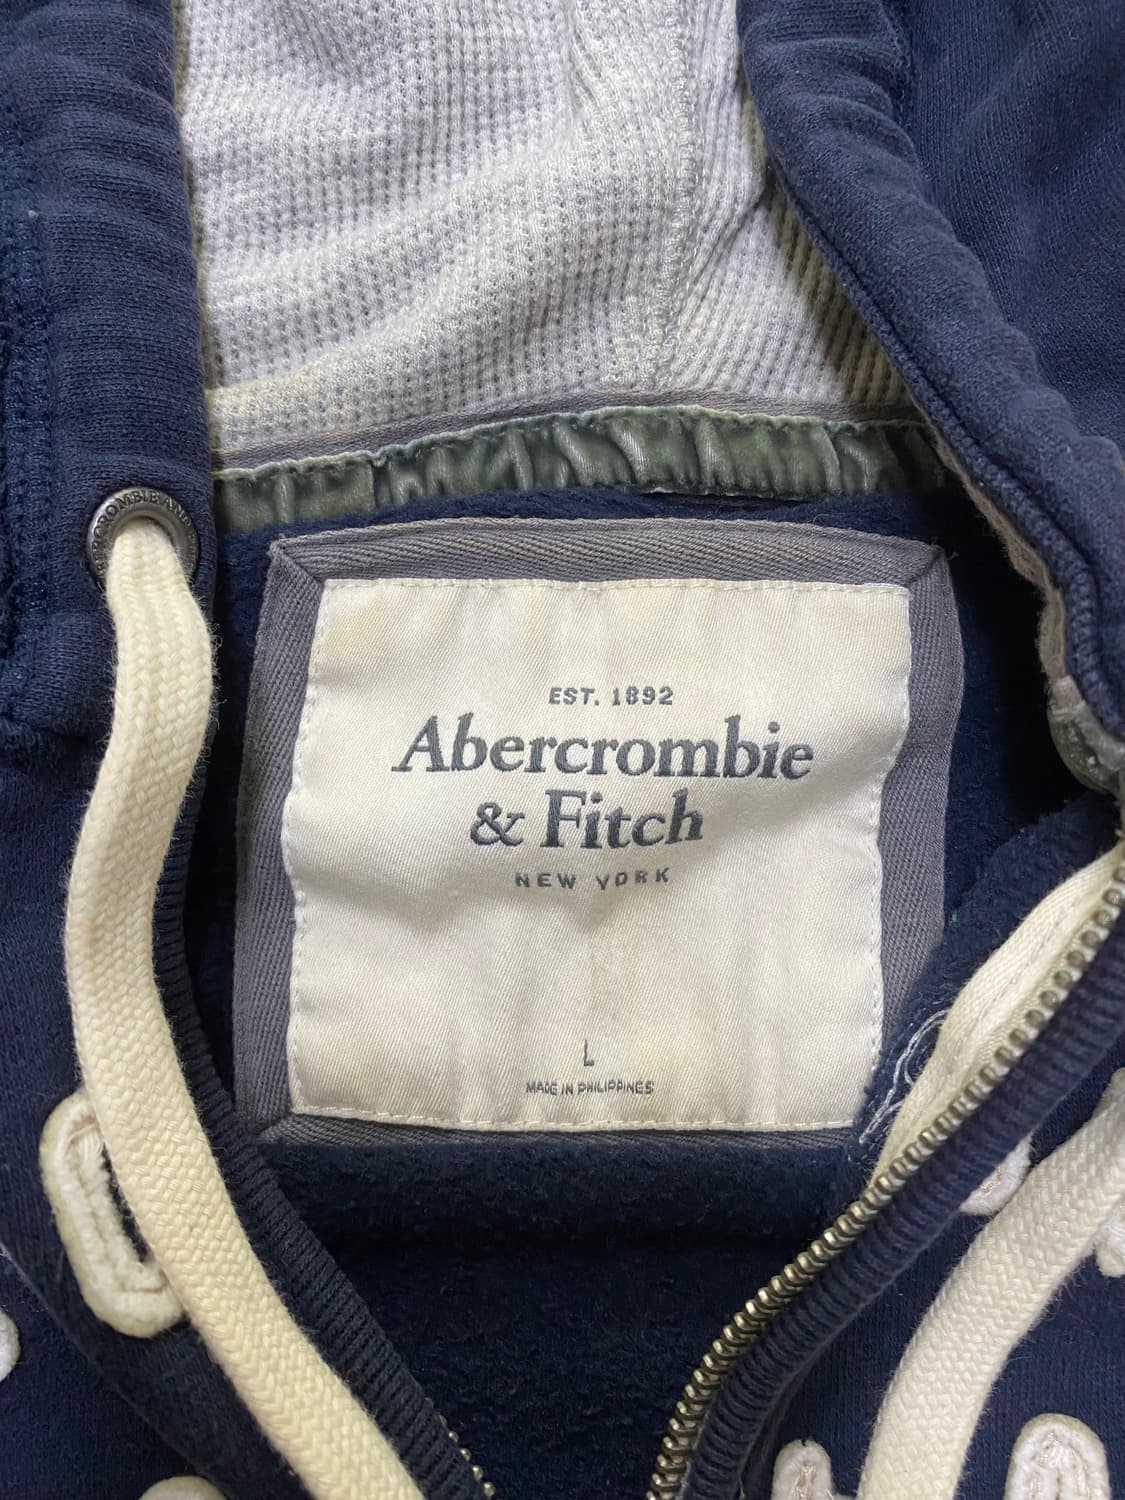 EST. 1892
Abercrombie
& Fitch
NEW YORK
L
MADE IN PHILIPPINES